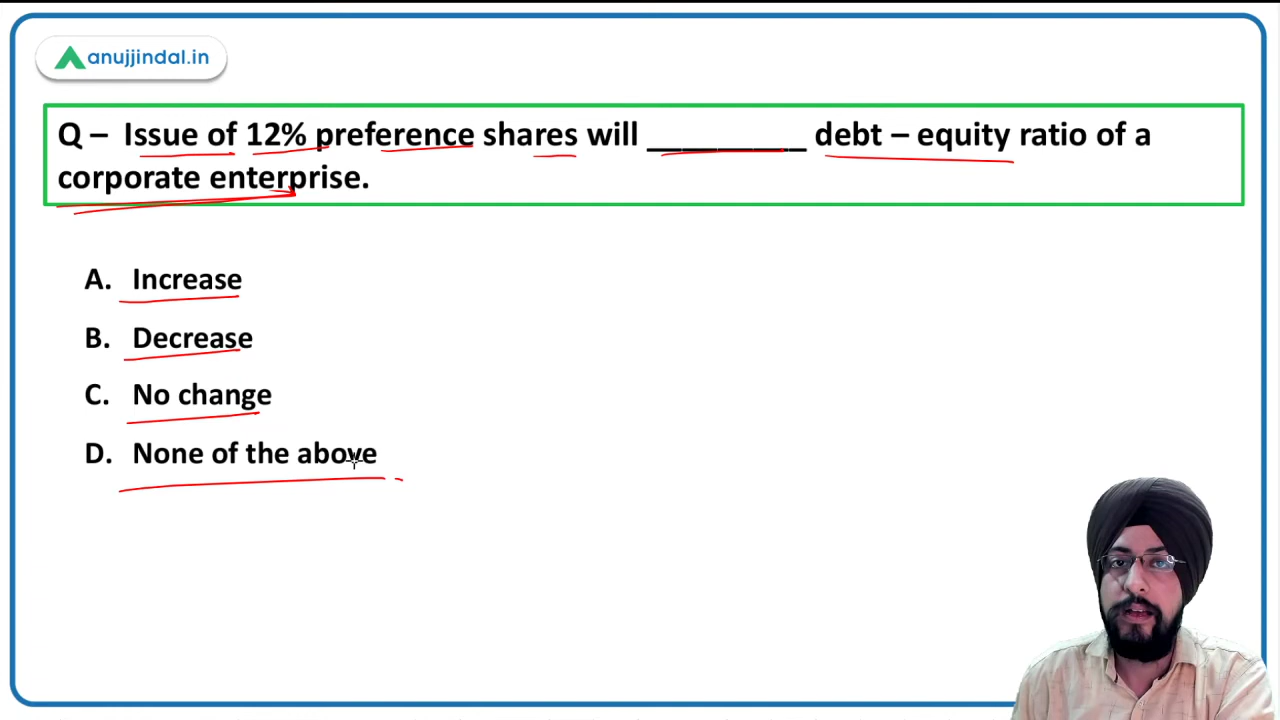 anujjindal.in
Q – Issue of 12% preference shares will _________ debt – equity ratio of a
corporate enterprise.
A. Increase
B. Decrease
C. No change
D. None of the above